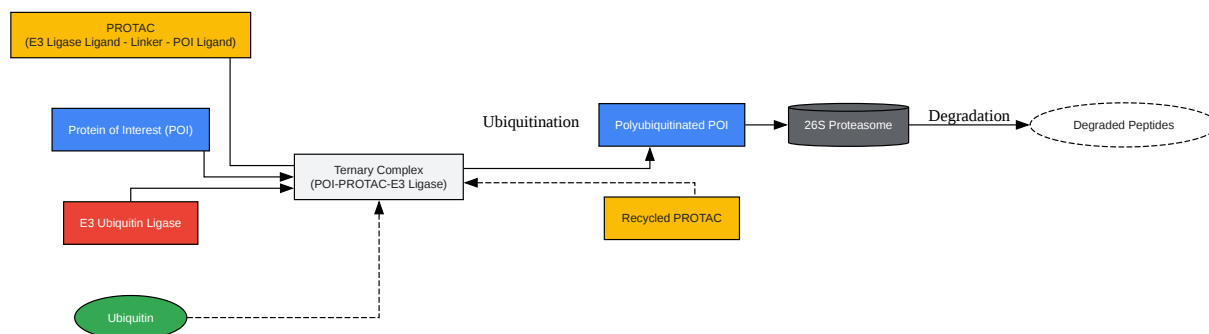 PROTAC
(E3 Ligase Ligand - Linker - POI Ligand)
Protein of Interest (POI)
E3 Ubiquitin Ligase
Ubiquitin
Ternary Complex
(POI-PROTAC-E3 Ligase)
Ubiquitination
Polyubiquitinated POI
Recycled PROTAC
26S Proteasome
Degradation
Degraded Peptides